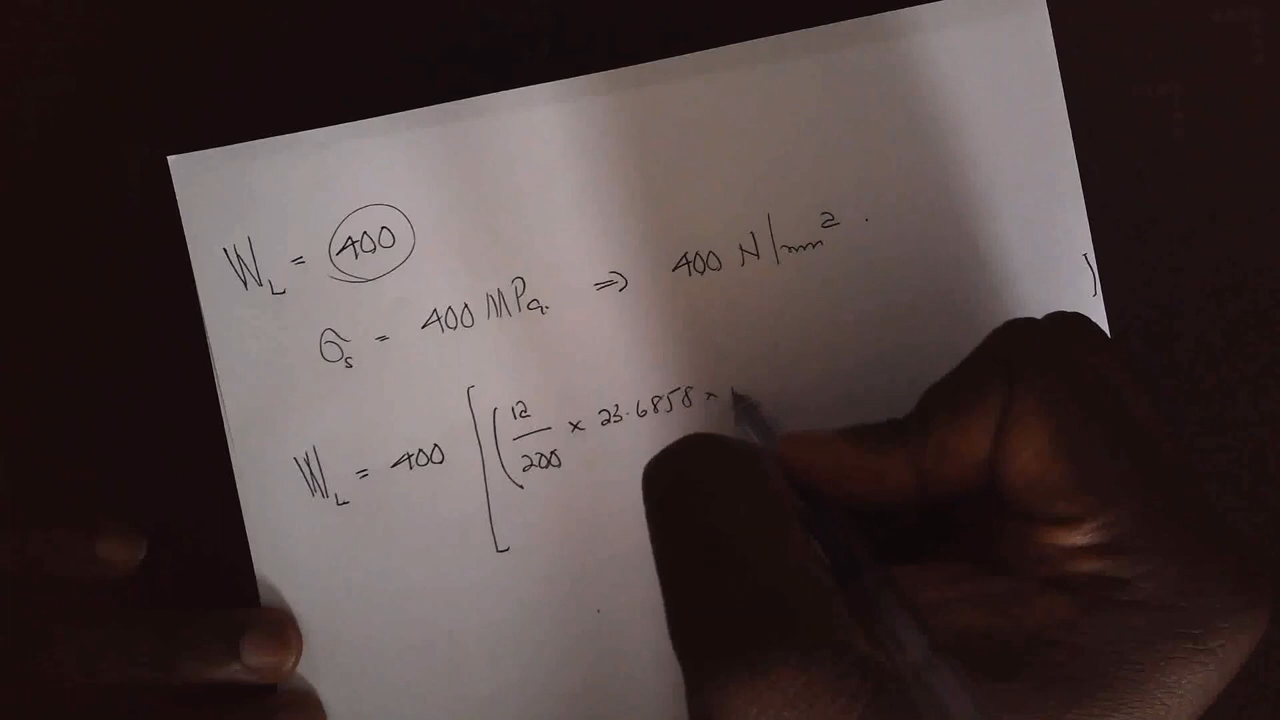 W_L = 400
σ_s = 400 MPa. ⇒ 400 N/mm² .
W_L = 400 [ ( 12/200 × 23.6858 ×
)